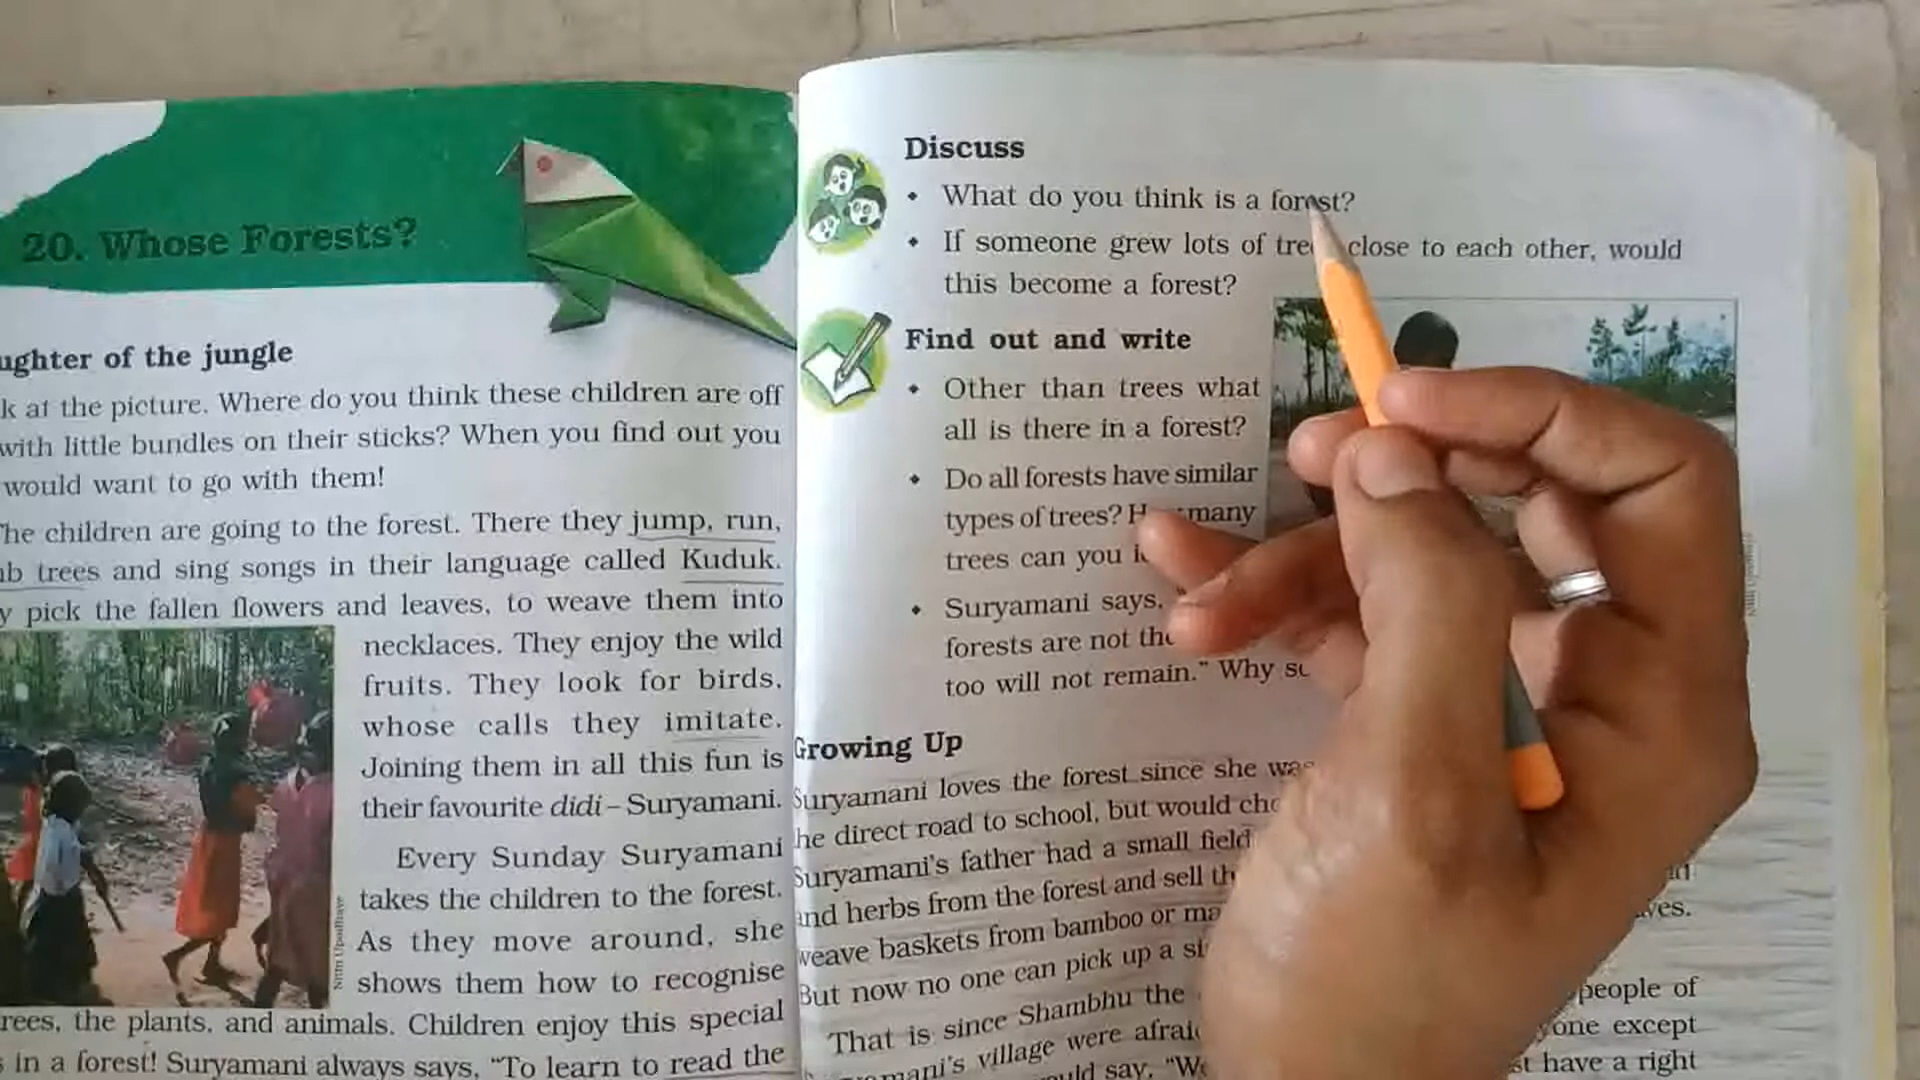 20. Whose Forests?
ughter of the jungle
k at the picture. Where do you think these children are off
with little bundles on their sticks? When you find out you
would want to go with them!
The children are going to the forest. There they jump, run,
trees and sing songs in their language called Kuduk.
y pick the fallen flowers and leaves, to weave them into
necklaces. They enjoy the wild
fruits. They look for birds,
whose calls they imitate.
Joining them in all this fun is
their favourite didi – Suryamani.
Every Sunday Suryamani
takes the children to the forest.
As they move around, she
shows them how to recognise
rees, the plants, and animals. Children enjoy this special
s in a forest! Suryamani always says, "To learn to read the
Discuss
• What do you think is a forest?
• If someone grew lots of close to each other, would
this become a forest?
Find out and write
• Other than trees what
all is there in a forest?
• Do all forests have similar
types of trees? many
trees can you
• Suryamani says,
forests are not
too will not remain." Why
Growing Up
Suryamani loves the forest since she was
he direct road to school, but would
Suryamani's father had a small field
and herbs from the forest and sell
weave baskets from bamboo or
But now no one can pick up a
That is since Shambhu the
people of
village were
one except
say,
have a right